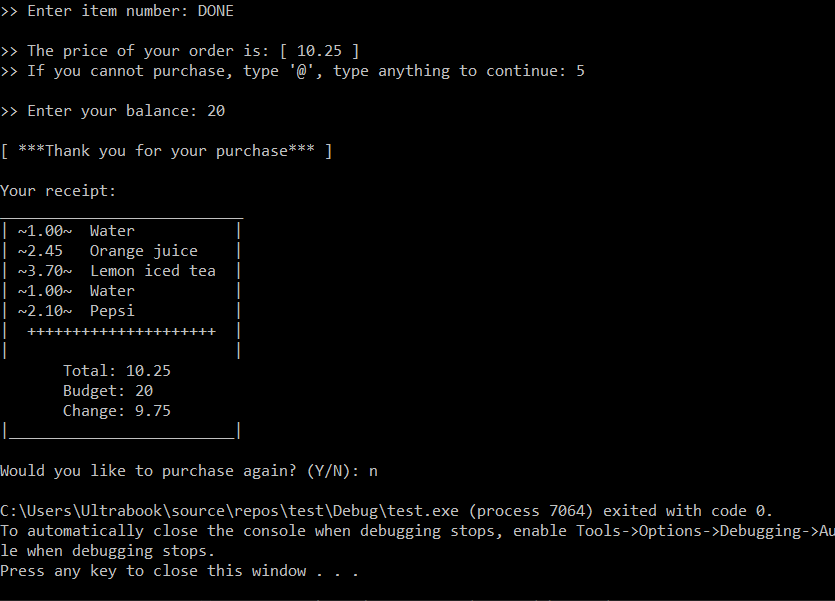 >> Enter item number: DONE
>> The price of your order is: [ 10.25 ]
>> If you cannot purchase, type '@', type anything to continue: 5
>> Enter your balance: 20
[ ***Thank you for your purchase*** ]
Your receipt:
___________________________
| ~1.00~  Water           |
| ~2.45   Orange juice    |
| ~3.70~  Lemon iced tea  |
| ~1.00~  Water           |
| ~2.10~  Pepsi           |
|  +++++++++++++++++++++  |
|                         |
       Total: 10.25
       Budget: 20
       Change: 9.75
|_________________________|
Would you like to purchase again? (Y/N): n
C:\Users\Ultrabook\source\repos\test\Debug\test.exe (process 7064) exited with code 0.
To automatically close the console when debugging stops, enable Tools->Options->Debugging->Au
le when debugging stops.
Press any key to close this window . . .